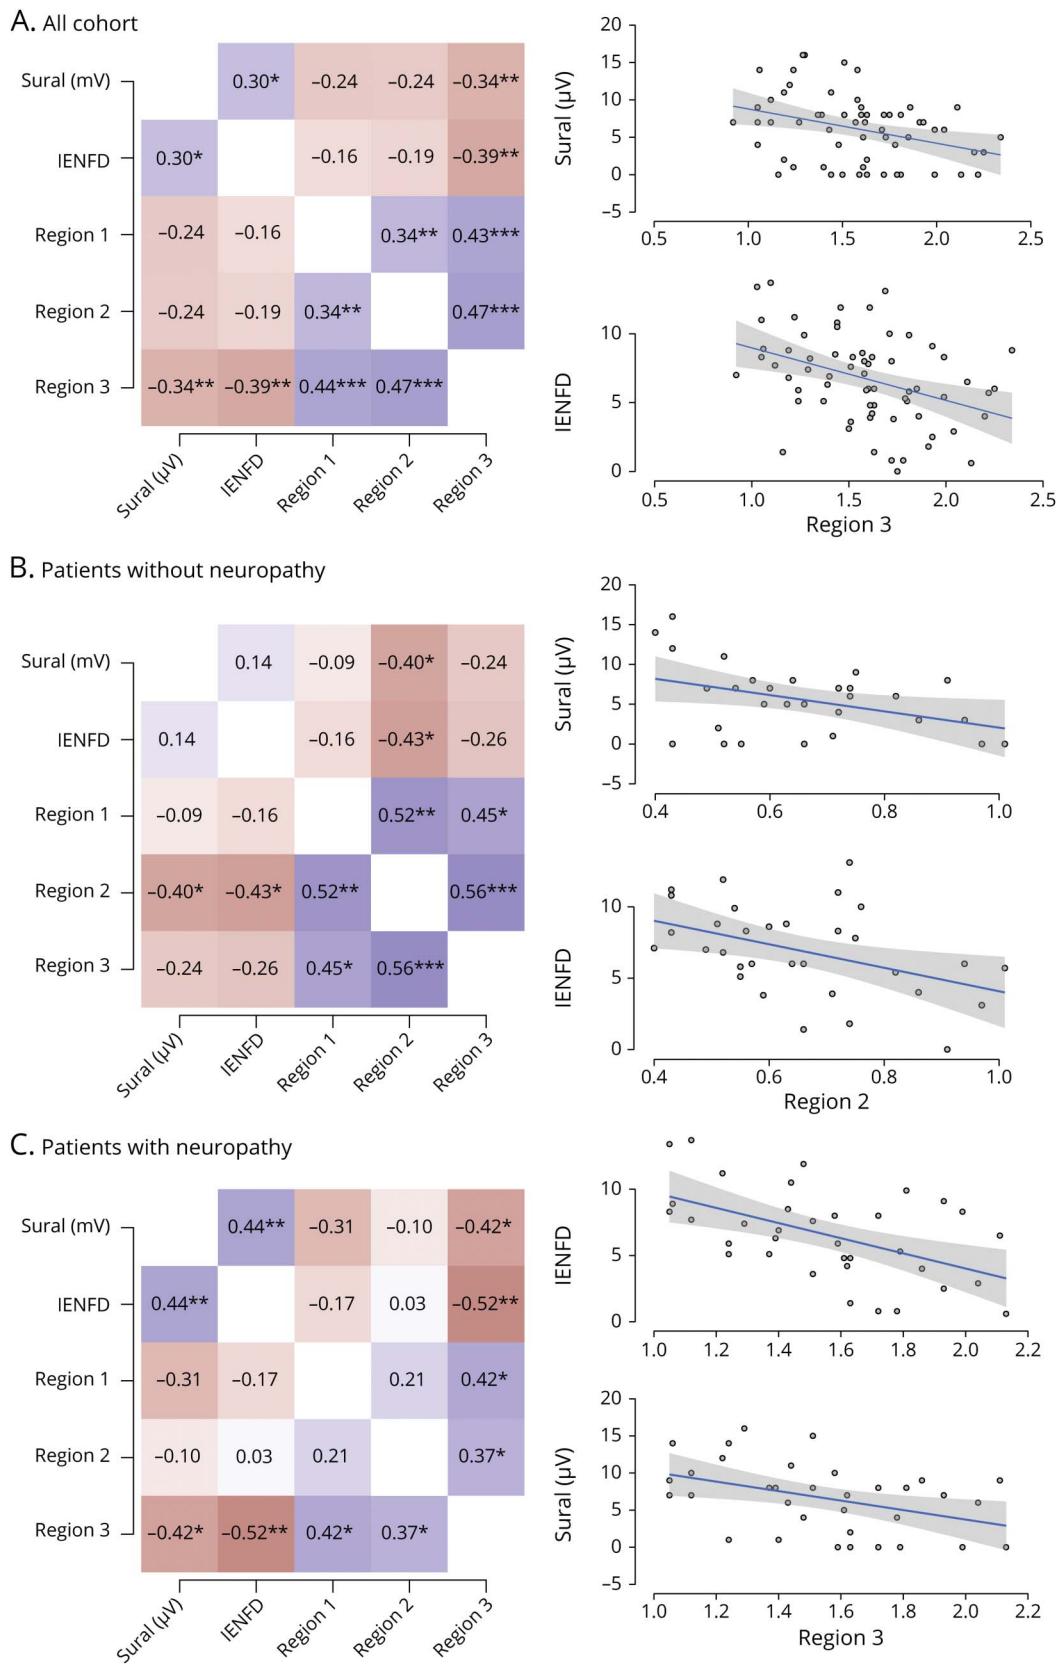 A. All cohort
Sural (mV) 0.30* –0.24 –0.24 –0.34**
IENFD 0.30* –0.16 –0.19 –0.39**
Region 1 –0.24 –0.16 0.34** 0.43***
Region 2 –0.24 –0.19 0.34** 0.47***
Region 3 –0.34** –0.39** 0.44*** 0.47***
Sural (µV) IENFD Region 1 Region 2 Region 3
Sural (µV)
20
15
10
5
0
–5
0.5 1.0 1.5 2.0 2.5
IENFD
10
5
0
0.5 1.0 1.5 2.0 2.5
Region 3
B. Patients without neuropathy
Sural (mV) 0.14 –0.09 –0.40* –0.24
IENFD 0.14 –0.16 –0.43* –0.26
Region 1 –0.09 –0.16 0.52** 0.45*
Region 2 –0.40* –0.43* 0.52** 0.56***
Region 3 –0.24 –0.26 0.45* 0.56***
Sural (µV) IENFD Region 1 Region 2 Region 3
Sural (µV)
20
15
10
5
0
–5
0.4 0.6 0.8 1.0
IENFD
10
5
0
0.4 0.6 0.8 1.0
Region 2
C. Patients with neuropathy
Sural (mV) 0.44** –0.31 –0.10 –0.42*
IENFD 0.44** –0.17 0.03 –0.52**
Region 1 –0.31 –0.17 0.21 0.42*
Region 2 –0.10 0.03 0.21 0.37*
Region 3 –0.42* –0.52** 0.42* 0.37*
Sural (µV) IENFD Region 1 Region 2 Region 3
IENFD
10
5
0
1.0 1.2 1.4 1.6 1.8 2.0 2.2
Sural (µV)
20
15
10
5
0
–5
1.0 1.2 1.4 1.6 1.8 2.0 2.2
Region 3